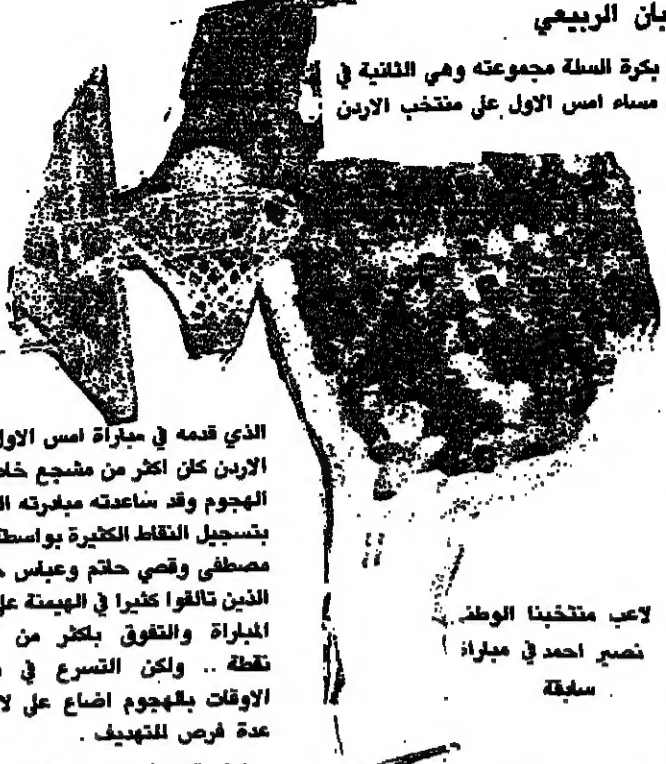 يان الربيعي
بكرة السلة مجموعته وهي الثانية في
مساء امس الاول على منتخب الاردن
الذي قدمه في مباراة امس الاول
الاردن كان اكثر من مشجع
الهجوم وقد ساعدته مبادرته
بتسجيل النقاط الكثيرة بواسطة
مصطفى وقصي حاتم وعباس
الذين تالقوا كثيرا في الهيمنة
المباراة والتفوق باكثر من
نقطة .. ولكن التسرع في
الاوقات بالهجوم اضاع على
عدة فرص للتهديف .
لاعب منتخبنا الوطني
نصير احمد في مباراة
سابقة